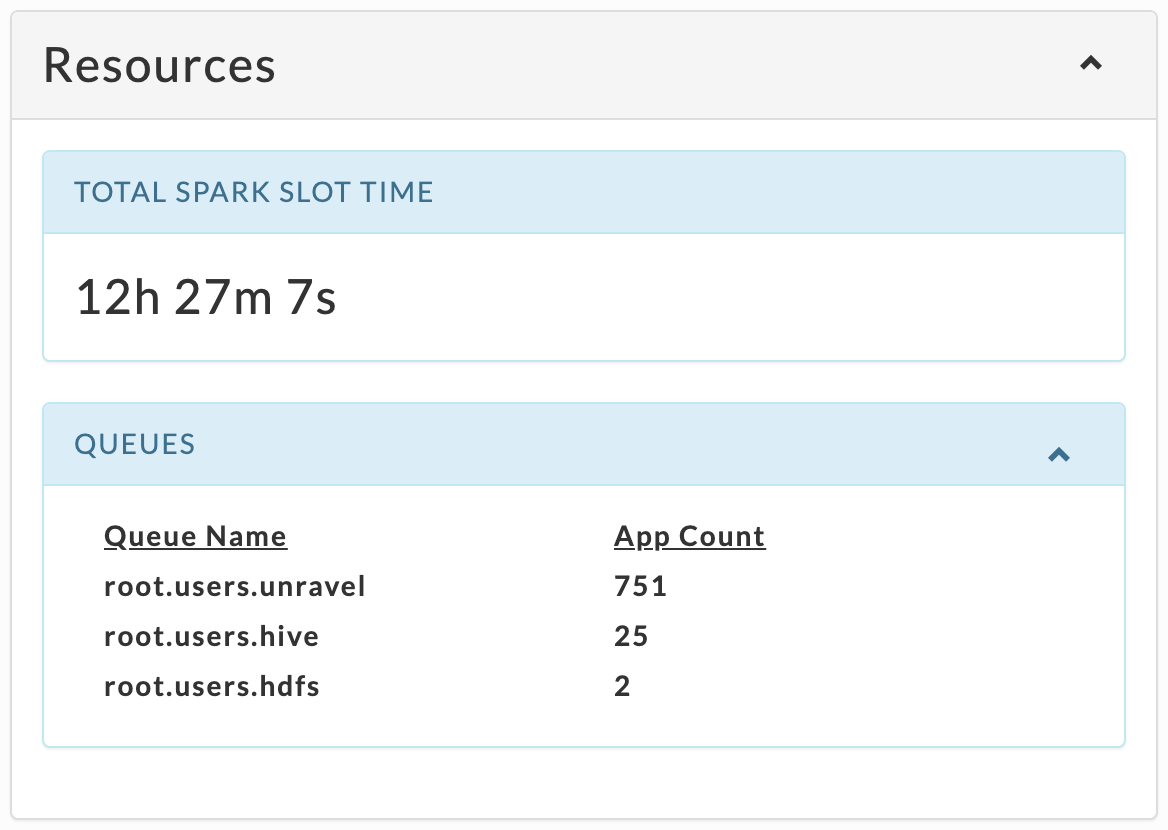 Resources
TOTAL SPARK SLOT TIME
12h 27m 7s
QUEUES
Queue Name App Count
root.users.unravel 751
root.users.hive 25
root.users.hdfs 2